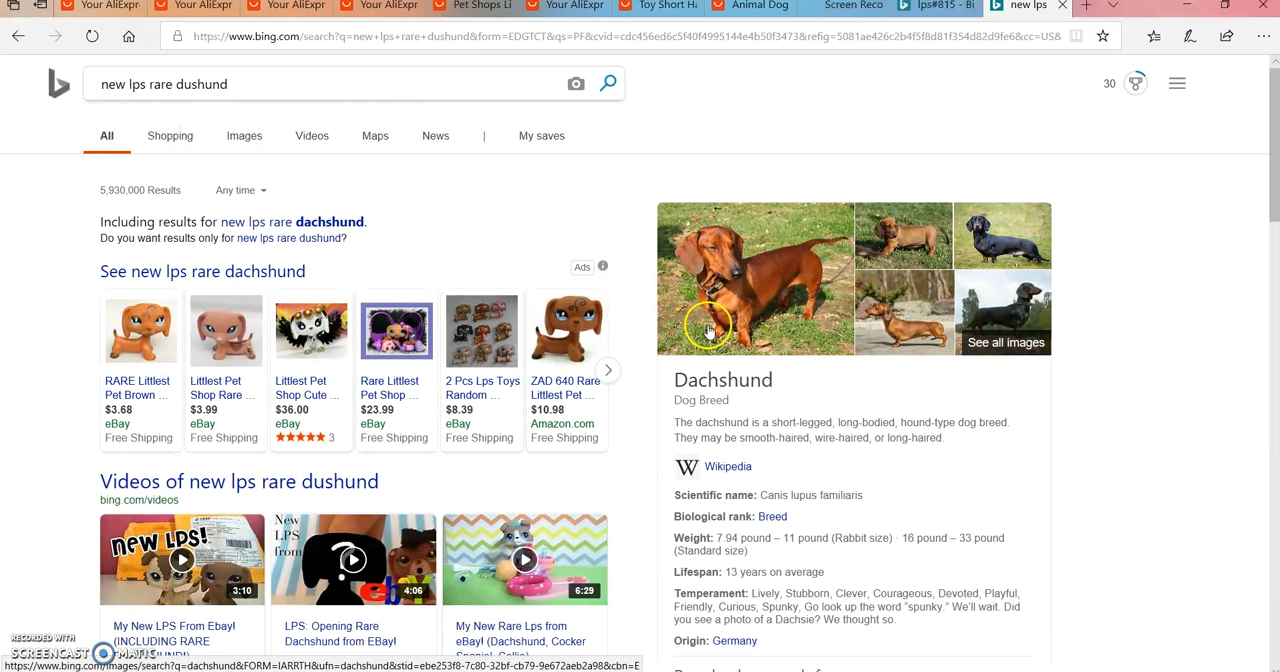 Your AliExpr
Your AliExpr
Your AliExpr
Your AliExpr
Pet Shops Li
Your AliExpr
Toy Short Ha
Animal Dog
Screen Reco
lps#815 - Bi
new lps
https://www.bing.com/search?q=new+lps+rare+dushund&form=EDGTCT&qs=PF&cvid=cdc456ed6c5f40f4995144e4b50f3473&refig=5081ae426c2b4f5f8d81f354d82d9fe6&cc=US&
new lps rare dushund
30
All
Shopping
Images
Videos
Maps
News
|
My saves
5,930,000 Results
Any time
Including results for new lps rare dachshund.
Do you want results only for new lps rare dushund?
See new lps rare dachshund
Ads
RARE Littlest
Pet Brown ...
$3.68
eBay
Free Shipping
Littlest Pet
Shop Rare ...
$3.99
eBay
Free Shipping
Littlest Pet
Shop Cute ...
$36.00
eBay
3
Rare Littlest
Pet Shop ...
$23.99
eBay
Free Shipping
2 Pcs Lps Toys
Random ...
$8.39
eBay
Free Shipping
ZAD 640 Rare
Littlest Pet ...
$10.98
Amazon.com
Free Shipping
Videos of new lps rare dushund
bing.com/videos
new LPS!
3:10
My New LPS From Ebay!
(INCLUDING RARE
New
LPS
from
?
ebay
4:06
LPS: Opening Rare
Dachshund from EBay!
6:29
My New Rare Lps from
eBay! (Dachshund, Cocker
Spaniel, Collie)
See all images
Dachshund
Dog Breed
The dachshund is a short-legged, long-bodied, hound-type dog breed.
They may be smooth-haired, wire-haired, or long-haired.
W Wikipedia
Scientific name: Canis lupus familiaris
Biological rank: Breed
Weight: 7.94 pound – 11 pound (Rabbit size) · 16 pound – 33 pound
(Standard size)
Lifespan: 13 years on average
Temperament: Lively, Stubborn, Clever, Courageous, Devoted, Playful,
Friendly, Curious, Spunky, Go look up the word "spunky." We'll wait. Did
you see a photo of a Dachsie? We thought so.
Origin: Germany
RECORDED WITH
SCREENCAST MATIC
https://www.bing.com/images/search?q=dachshund&FORM=IARRTH&ufn=dachshund&stid=ebe253f8-7c80-32bf-cb79-9e672aeb2a98&cbn=E